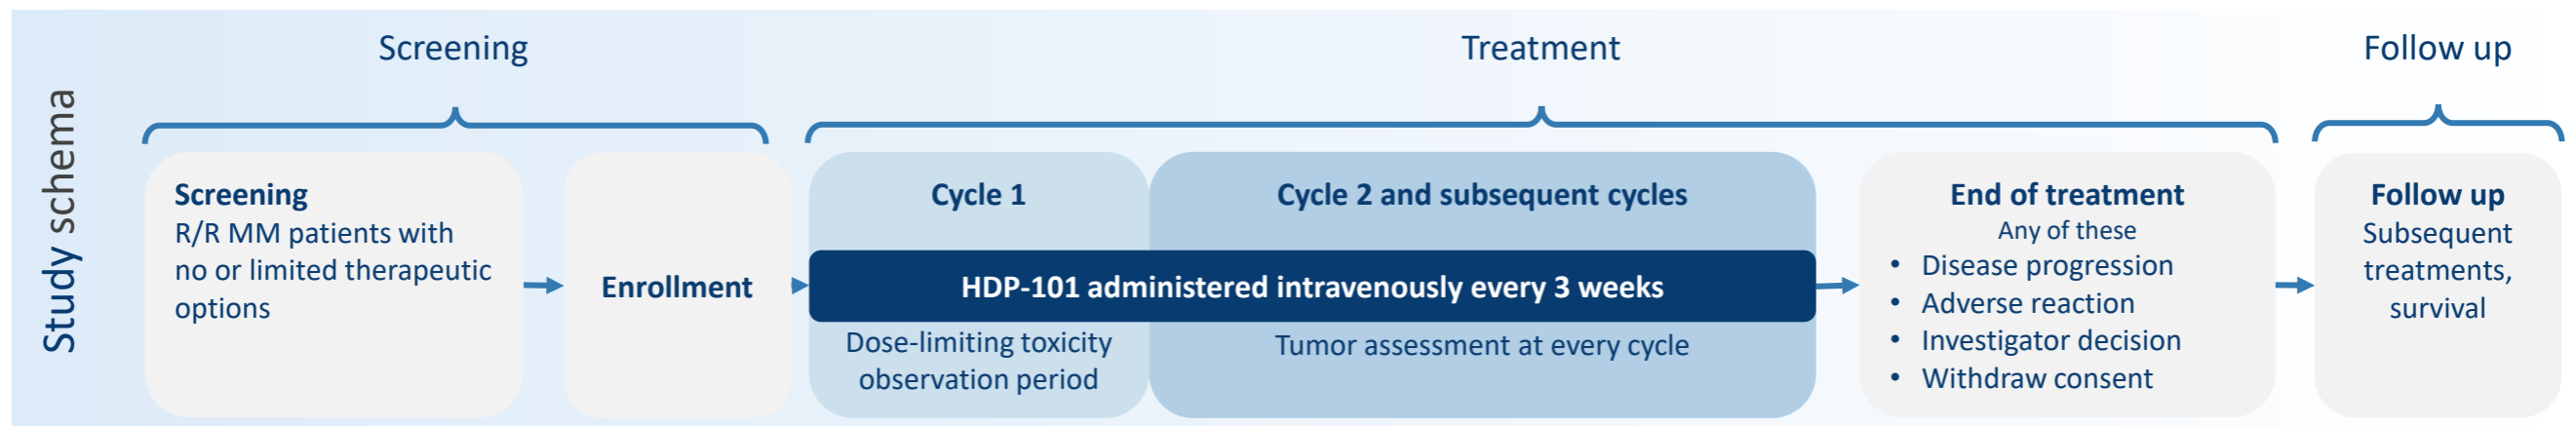 Study schema
Screening
Treatment
Follow up
Screening
R/R MM patients with
no or limited therapeutic
options
Enrollment
Cycle 1
Cycle 2 and subsequent cycles
HDP-101 administered intravenously every 3 weeks
Dose-limiting toxicity
observation period
Tumor assessment at every cycle
End of treatment
Any of these
• Disease progression
• Adverse reaction
• Investigator decision
• Withdraw consent
Follow up
Subsequent
treatments,
survival